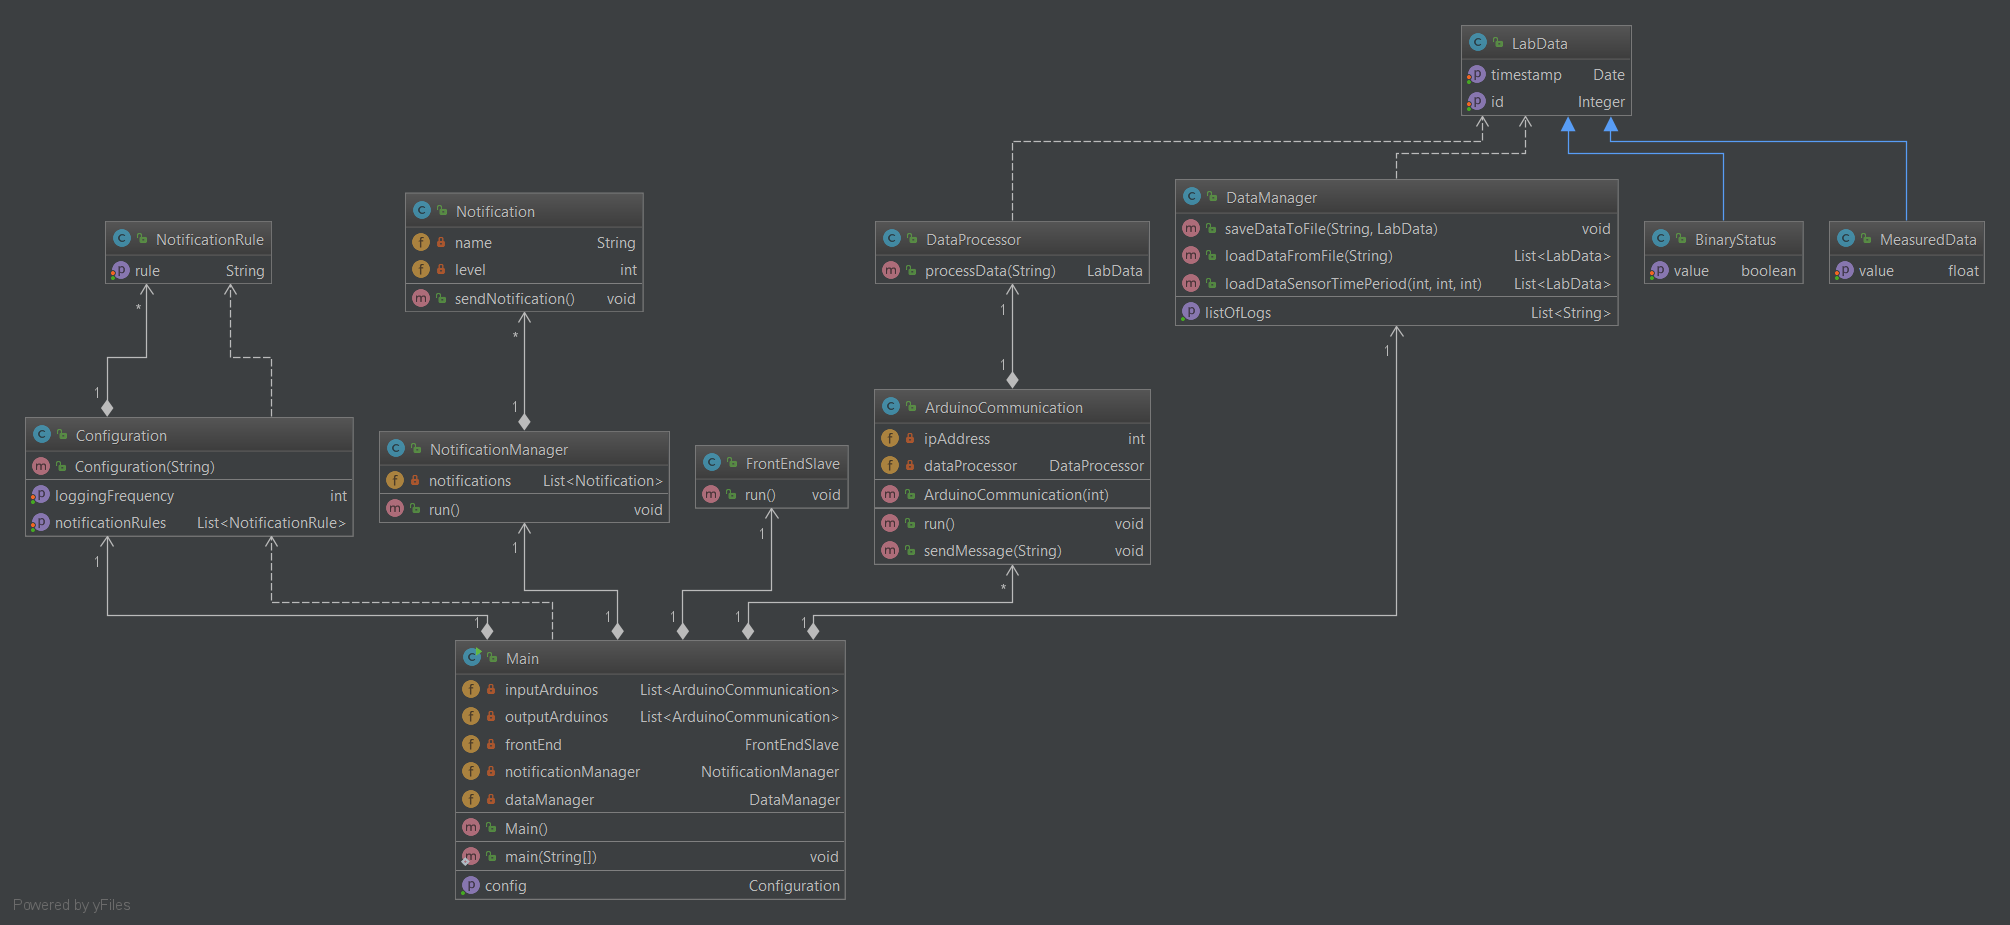 LabData
timestamp Date
id Integer
NotificationRule
rule String
Notification
name String
level int
sendNotification() void
DataProcessor
processData(String) LabData
DataManager
saveDataToFile(String, LabData) void
loadDataFromFile(String) List<LabData>
loadDataSensorTimePeriod(int, int, int) List<LabData>
listOfLogs List<String>
BinaryStatus
value boolean
MeasuredData
value float
*
1
*
1
1
1
1
Configuration
Configuration(String)
loggingFrequency int
notificationRules List<NotificationRule>
NotificationManager
notifications List<Notification>
run() void
FrontEndSlave
run() void
ArduinoCommunication
ipAddress int
dataProcessor DataProcessor
ArduinoCommunication(int)
run() void
sendMessage(String) void
1
1
1
*
1
1
1
1
1
Main
inputArduinos List<ArduinoCommunication>
outputArduinos List<ArduinoCommunication>
frontEnd FrontEndSlave
notificationManager NotificationManager
dataManager DataManager
Main()
main(String[]) void
config Configuration
Powered by yFiles